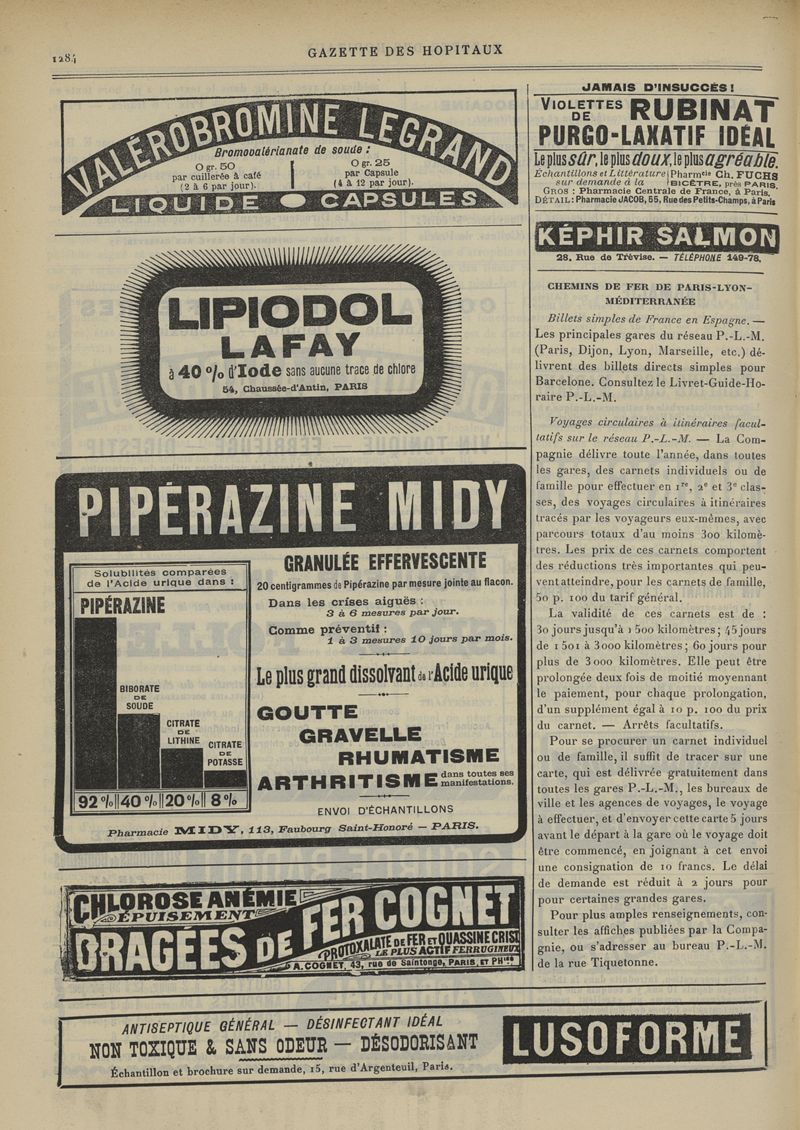 1284
GAZETTE DES HOPITAUX
VALÉROBROMINE LEGRAND
Bromovalérianate de soude :
0 gr. 50
par cuillerée à café
(2 à 6 par jour).
0 gr. 25
par Capsule
(4 à 12 par jour).
LIQUIDE CAPSULES
LIPIODOL
LAFAY
à 40 % d'Iode sans aucune trace de chlore
54, Chaussée-d'Antin, PARIS
PIPÉRAZINE MIDY
Solubilités comparées
de l'Acide urique dans :
PIPÉRAZINE
BIBORATE
DE
SOUDE
CITRATE
DE
LITHINE
CITRATE
DE
POTASSE
92 % 40 % 20 % 8 %
GRANULÉE EFFERVESCENTE
20 centigrammes de Pipérazine par mesure jointe au flacon.
Dans les crises aiguës :
3 à 6 mesures par jour.
Comme préventif :
1 à 3 mesures 10 jours par mois.
Le plus grand dissolvant de l'Acide urique
GOUTTE
GRAVELLE
RHUMATISME
ARTHRITISME dans toutes ses manifestations.
ENVOI D'ÉCHANTILLONS
Pharmacie MIDY, 113, Faubourg Saint-Honoré — PARIS.
CHLOROSE ANÉMIE
ÉPUISEMENT
DRAGÉES DE FER COGNET
PROTOXALATE DE FER ET QUASSINE CRIST
LE PLUS ACTIF FERRUGINEUX
A. COGNET, 43, rue de Saintonge, PARIS, ET PHies
JAMAIS D'INSUCCÈS !
VIOLETTES DE RUBINAT
PURGO-LAXATIF IDÉAL
Le plus sûr, le plus doux, le plus agréable.
Échantillons et Littérature
sur demande à la
Pharmcie Ch. FUCHS
BICÊTRE, près PARIS.
GROS : Pharmacie Centrale de France, à Paris.
DÉTAIL : Pharmacie JACOB, 55, Rue des Petits-Champs, à Paris
KÉPHIR SALMON
28, Rue de Trévise. — TÉLÉPHONE 149-78.
CHEMINS DE FER DE PARIS-LYON-
MÉDITERRANÉE
Billets simples de France en Espagne. —
Les principales gares du réseau P.-L.-M.
(Paris, Dijon, Lyon, Marseille, etc.) dé-
livrent des billets directs simples pour
Barcelone. Consultez le Livret-Guide-Ho-
raire P.-L.-M.
Voyages circulaires à itinéraires facul-
tatifs sur le réseau P.-L.-M. — La Com-
pagnie délivre toute l'année, dans toutes
les gares, des carnets individuels ou de
famille pour effectuer en 1re, 2e et 3e clas-
ses, des voyages circulaires à itinéraires
tracés par les voyageurs eux-mêmes, avec
parcours totaux d'au moins 300 kilomè-
tres. Les prix de ces carnets comportent
des réductions très importantes qui peu-
vent atteindre, pour les carnets de famille,
50 p. 100 du tarif général.
La validité de ces carnets est de :
30 jours jusqu'à 1 500 kilomètres; 45 jours
de 1 501 à 3 000 kilomètres; 60 jours pour
plus de 3 000 kilomètres. Elle peut être
prolongée deux fois de moitié moyennant
le paiement, pour chaque prolongation,
d'un supplément égal à 10 p. 100 du prix
du carnet. — Arrêts facultatifs.
Pour se procurer un carnet individuel
ou de famille, il suffit de tracer sur une
carte, qui est délivrée gratuitement dans
toutes les gares P.-L.-M., les bureaux de
ville et les agences de voyages, le voyage
à effectuer, et d'envoyer cette carte 5 jours
avant le départ à la gare où le voyage doit
être commencé, en joignant à cet envoi
une consignation de 10 francs. Le délai
de demande est réduit à 2 jours pour
pour certaines grandes gares.
Pour plus amples renseignements, con-
sulter les affiches publiées par la Compa-
gnie, ou s'adresser au bureau P.-L.-M.
de la rue Tiquetonne.
ANTISEPTIQUE GÉNÉRAL — DÉSINFECTANT IDÉAL
NON TOXIQUE & SANS ODEUR — DÉSODORISANT
Échantillon et brochure sur demande, 15, rue d'Argenteuil, Paris.
LUSOFORME